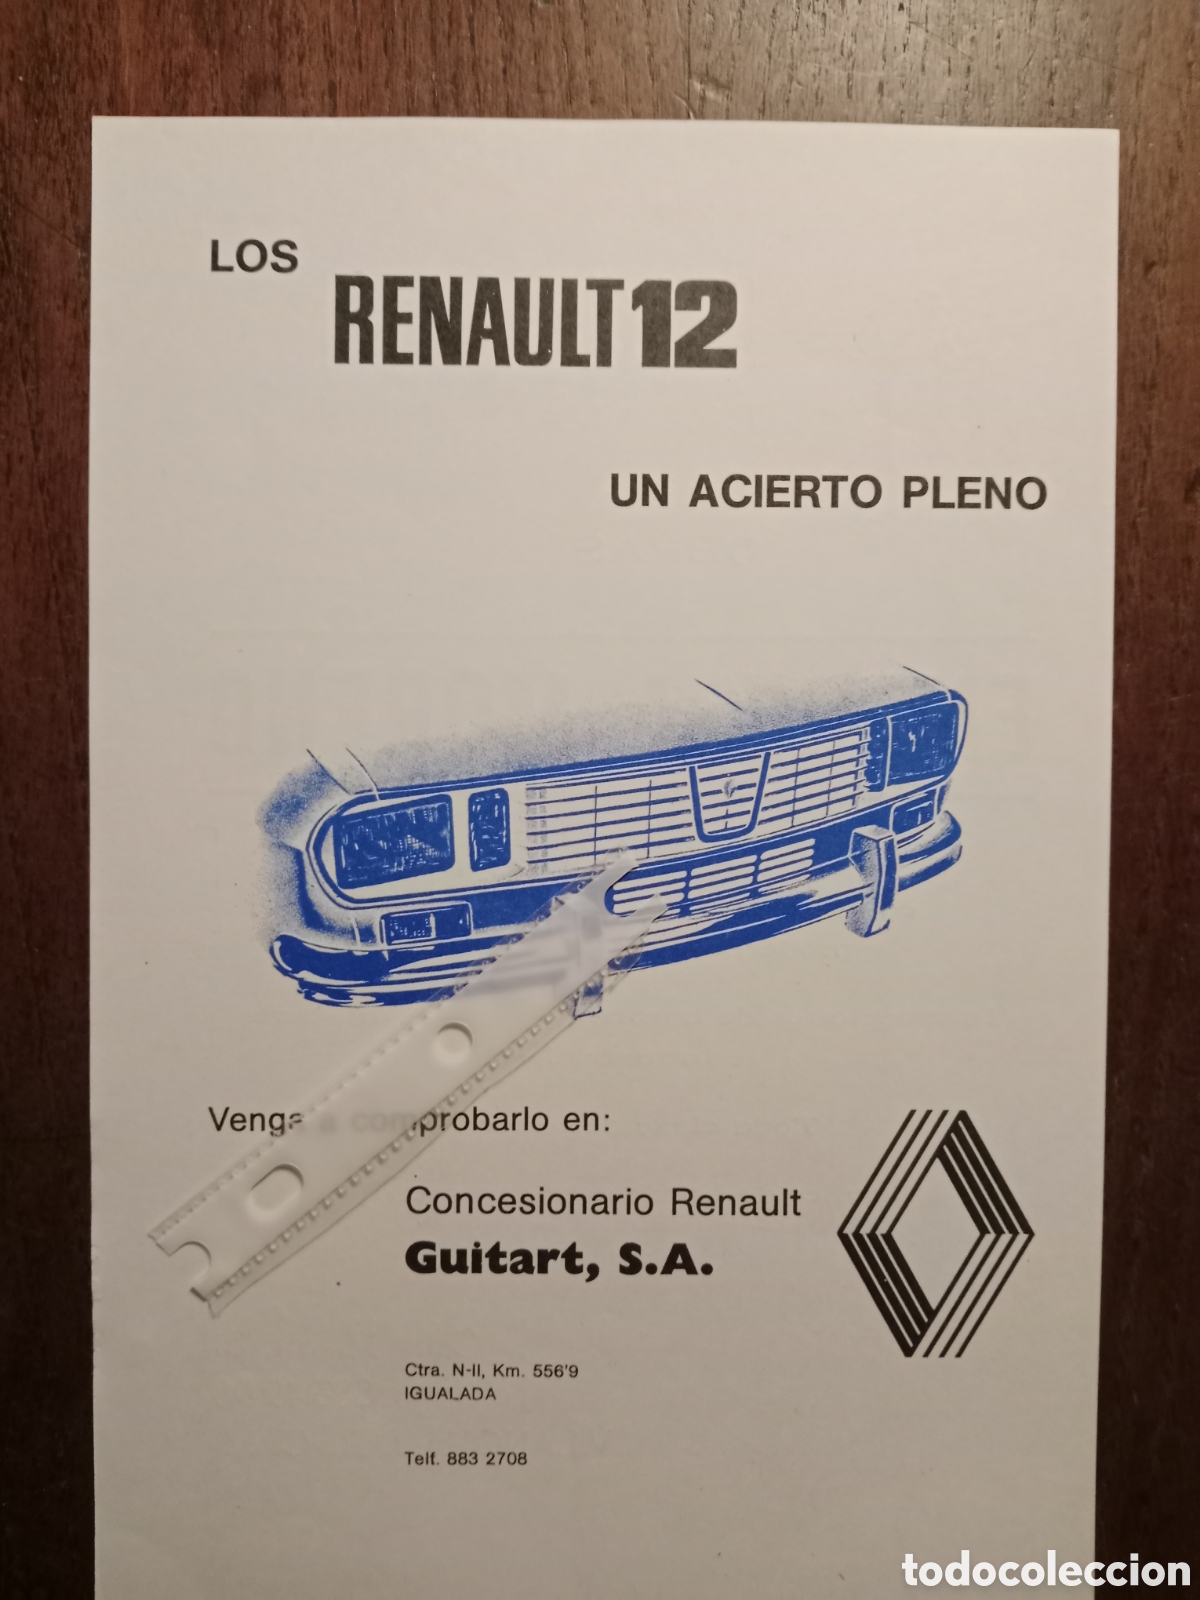 LOS
RENAULT 12
UN ACIERTO PLENO
Venga a comprobarlo en:
Concesionario Renault
Guitart, S.A.
Ctra. N-II, Km. 556'9
IGUALADA
Telf. 883 2708
todocoleccion